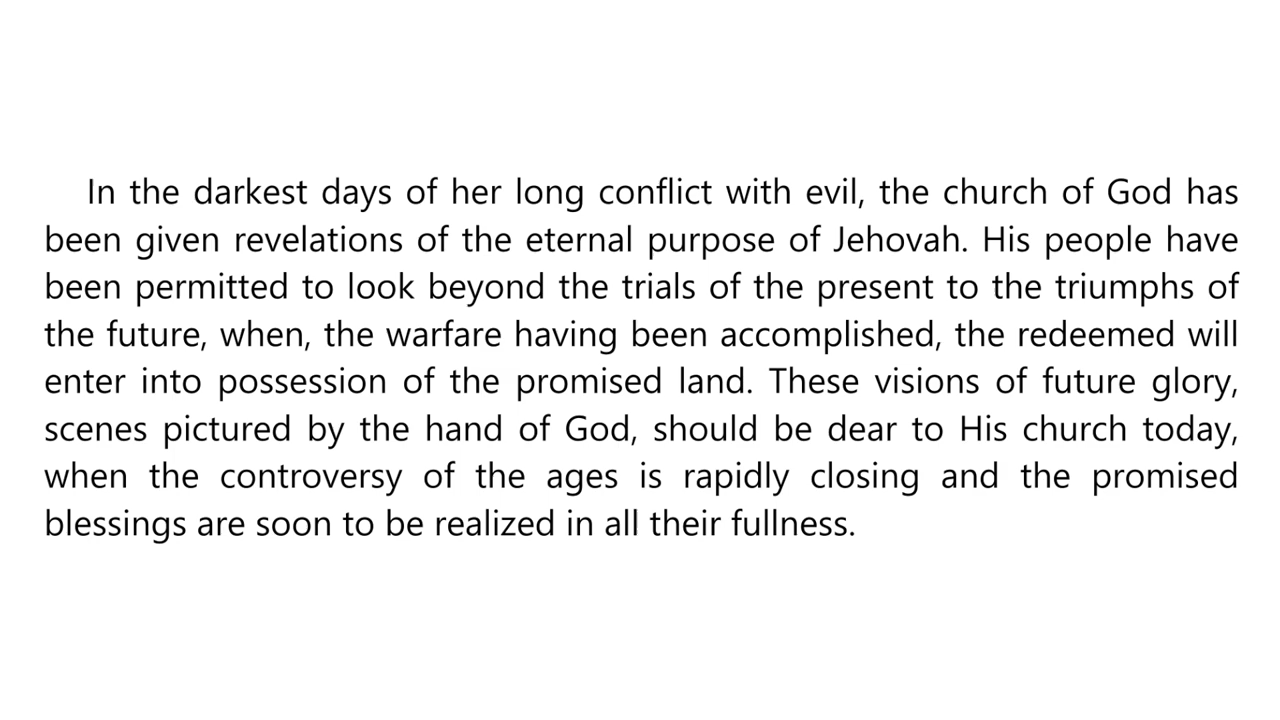 In the darkest days of her long conflict with evil, the church of God has
been given revelations of the eternal purpose of Jehovah. His people have
been permitted to look beyond the trials of the present to the triumphs of
the future, when, the warfare having been accomplished, the redeemed will
enter into possession of the promised land. These visions of future glory,
scenes pictured by the hand of God, should be dear to His church today,
when the controversy of the ages is rapidly closing and the promised
blessings are soon to be realized in all their fullness.